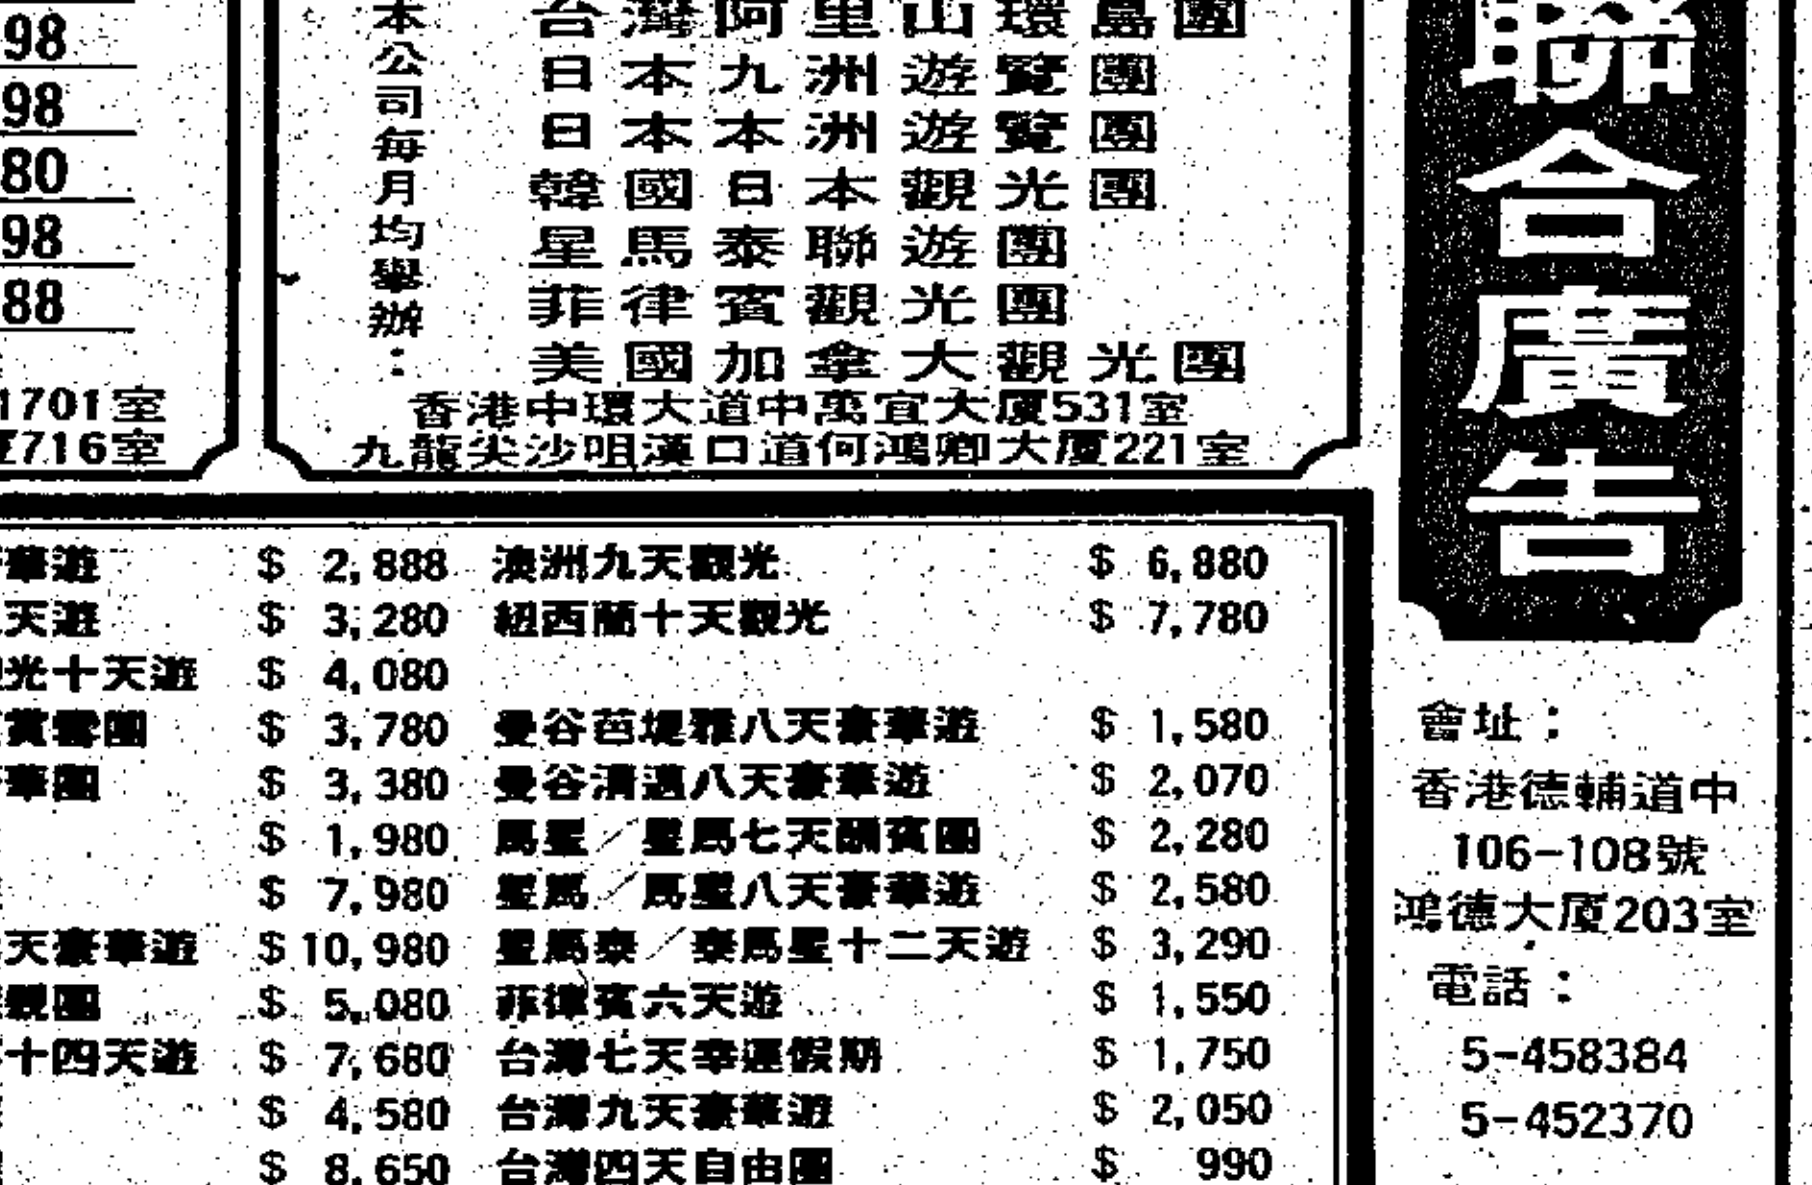 98
98
80
98
88
1701室
716室
本公司每月均舉辦：
台灣阿里山環島團
日本九洲遊覽團
日本本洲遊覽團
韓國日本觀光團
星馬泰聯遊團
菲律賓觀光團
美國加拿大觀光團
香港中環大道中萬宜大廈531室
九龍尖沙咀漢口道何鴻卿大厦221室
聯合廣告
會址：
香港德輔道中
106-108號
鴻德大厦203室
電話：
5-458384
5-452370
華遊 $ 2,888
天遊 $ 3,280
光十天遊 $ 4,080
賞雪團 $ 3,780
華團 $ 3,380
$ 1,980
$ 7,980
天豪華遊 $10,980
親團 $ 5,080
十四天遊 $ 7,680
$ 4,580
$ 8,650
澳洲九天觀光 $ 6,880
紐西蘭十天觀光 $ 7,780
曼谷芭堤雅八天豪華遊 $ 1,580
曼谷清邁八天豪華遊 $ 2,070
馬星／星馬七天酬賓團 $ 2,280
星馬／馬星八天豪華遊 $ 2,580
星馬泰／泰馬星十二天遊 $ 3,290
菲律賓六天遊 $ 1,550
台灣七天幸運假期 $ 1,750
台灣九天豪華遊 $ 2,050
台灣四天自由團 $ 990